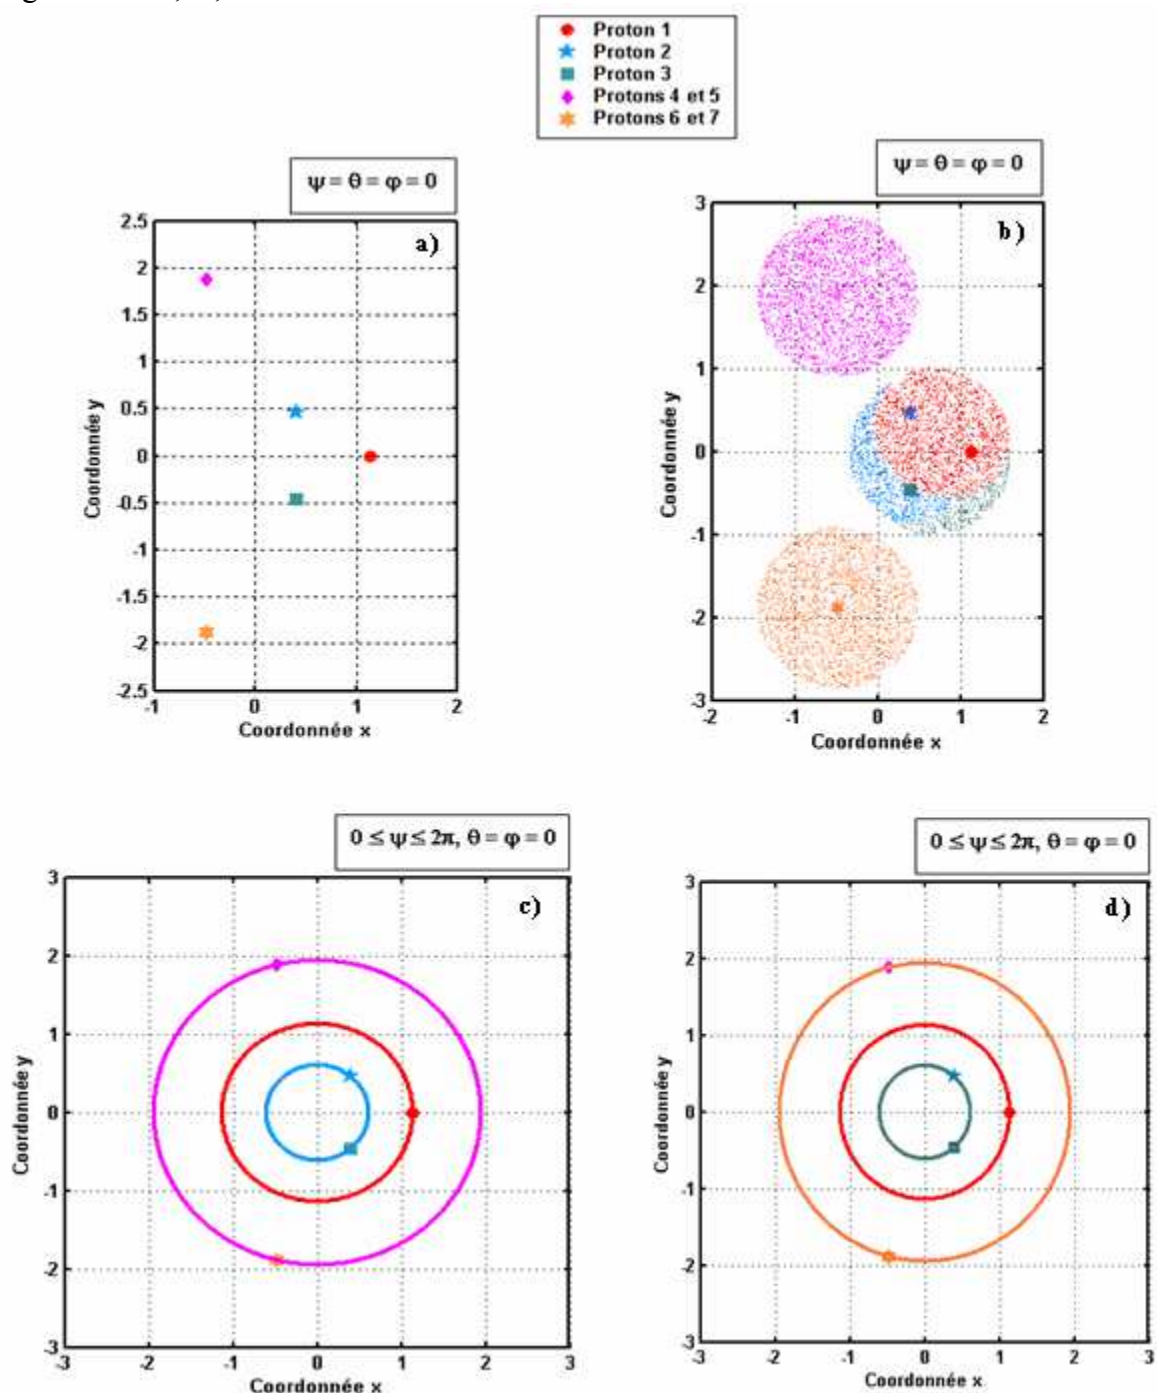 Proton 1
Proton 2
Proton 3
Protons 4 et 5
Protons 6 et 7
ψ = θ = φ = 0
a)
2.5
2
1.5
1
0.5
0
-0.5
-1
-1.5
-2
-2.5
-1
0
1
2
Coordonnée y
Coordonnée x
ψ = θ = φ = 0
b)
3
2
1
0
-1
-2
-3
-2
-1
0
1
2
Coordonnée y
Coordonnée x
0 ≤ ψ ≤ 2π, θ = φ = 0
c)
3
2
1
0
-1
-2
-3
-3
-2
-1
0
1
2
3
Coordonnée y
Coordonnée x
0 ≤ ψ ≤ 2π, θ = φ = 0
d)
3
2
1
0
-1
-2
-3
-3
-2
-1
0
1
2
3
Coordonnée y
Coordonnée x